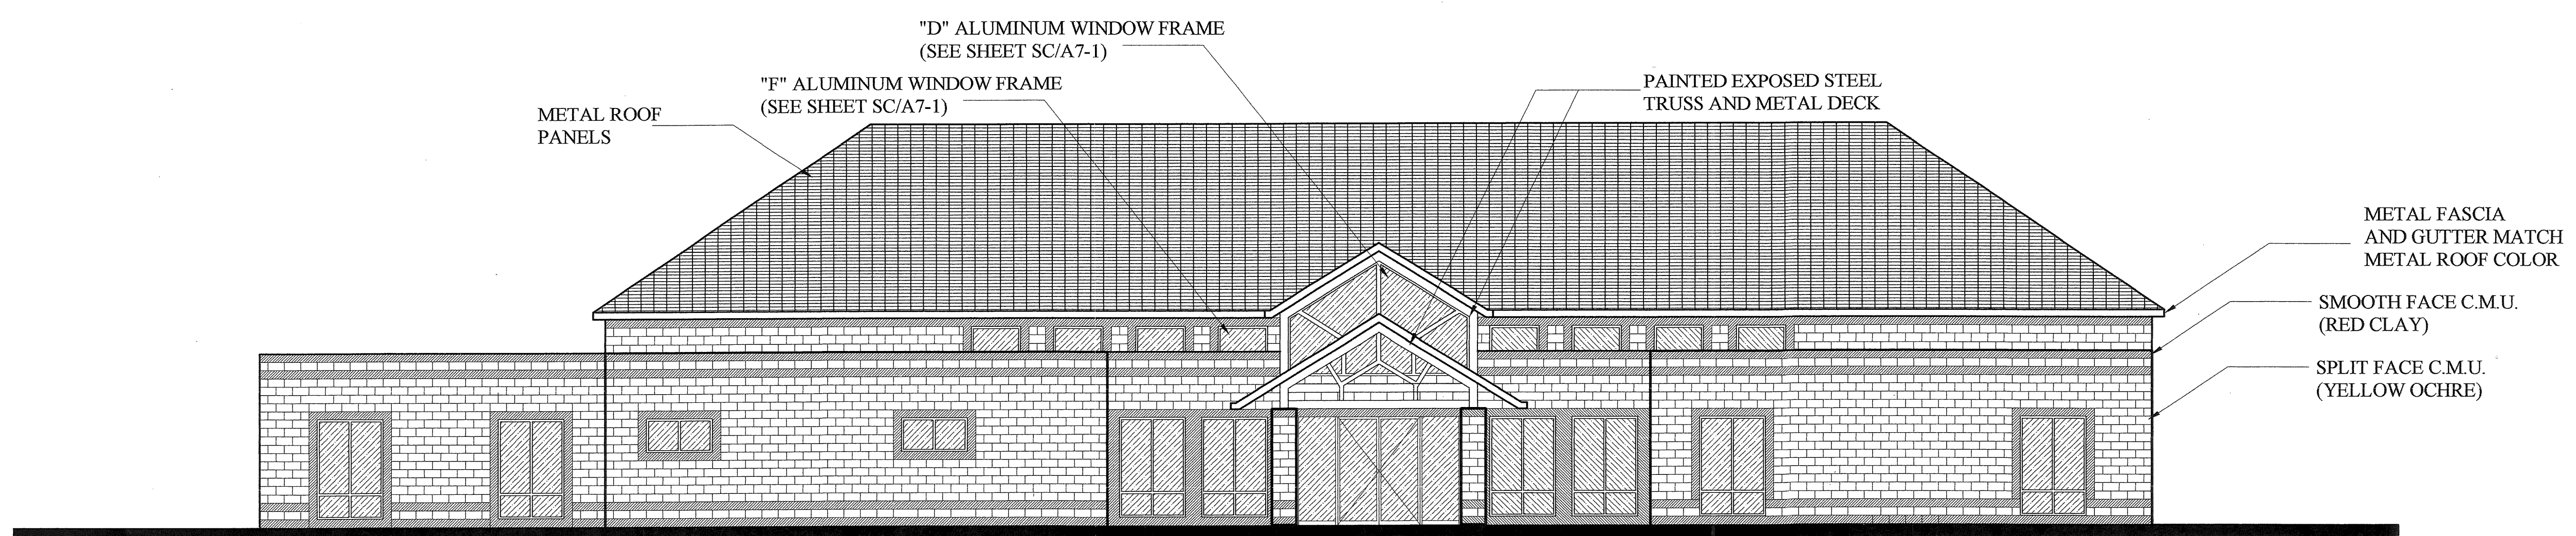 "D" ALUMINUM WINDOW FRAME
(SEE SHEET SC/A7-1)
"F" ALUMINUM WINDOW FRAME
(SEE SHEET SC/A7-1)
METAL ROOF
PANELS
PAINTED EXPOSED STEEL
TRUSS AND METAL DECK
METAL FASCIA
AND GUTTER MATCH
METAL ROOF COLOR
SMOOTH FACE C.M.U.
(RED CLAY)
SPLIT FACE C.M.U.
(YELLOW OCHRE)